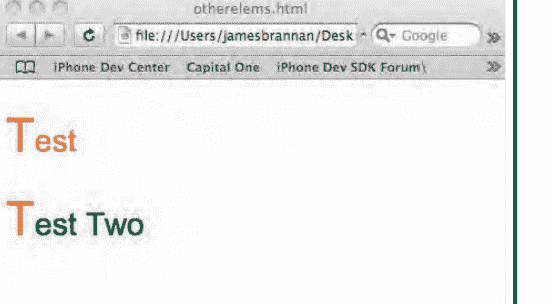 otherelems.html
file:///Users/jamesbrannan/Desk Google
iPhone Dev Center Capital One iPhone Dev SDK Forum\
Test
Test Two